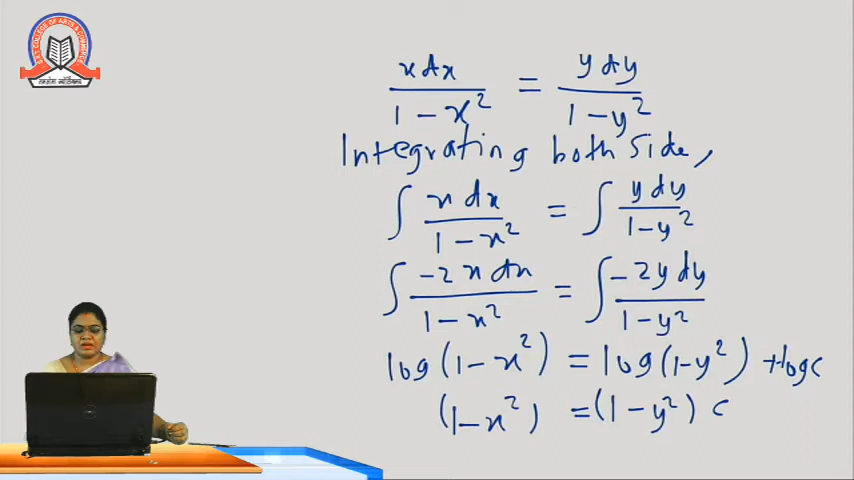 x dx / 1 - x² = y dy / 1 - y²
Integrating both side,
∫ x dx / 1 - x² = ∫ y dy / 1 - y²
∫ -2 x dx / 1 - x² = ∫ -2y dy / 1 - y²
log (1 - x²) = log (1 - y²) + log c
(1 - x²) = (1 - y²) c